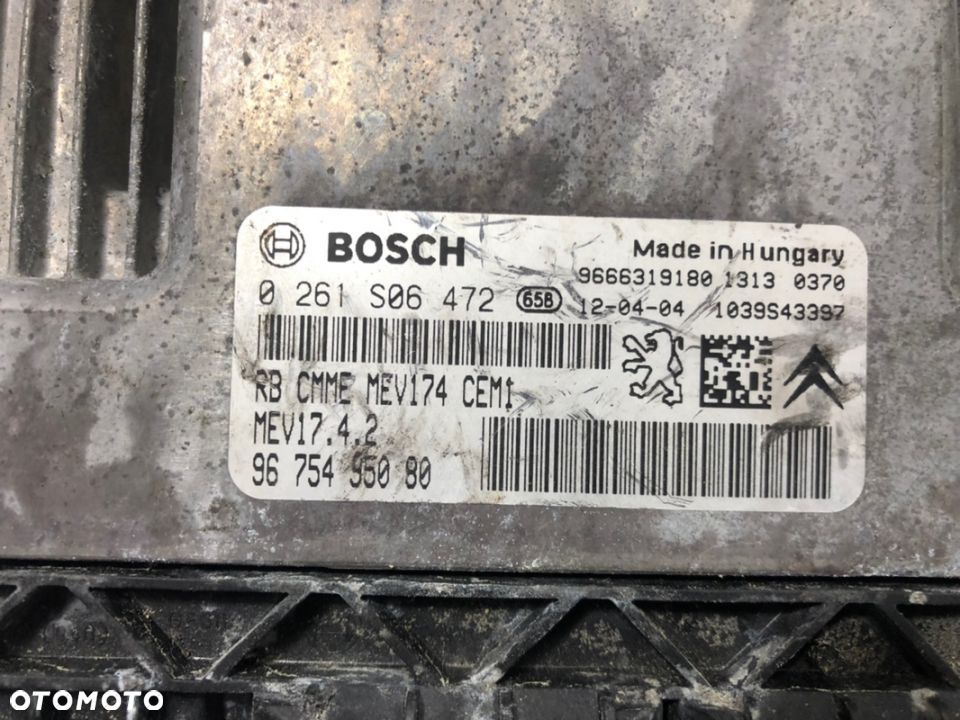 BOSCH
Made in Hungary
9666319180 1313 0370
0 261 S06 472 65B 12-04-04 1039S43397
RB CMME MEV174 CEM1
MEV17.4.2
96 754 950 80
OTOMOTO